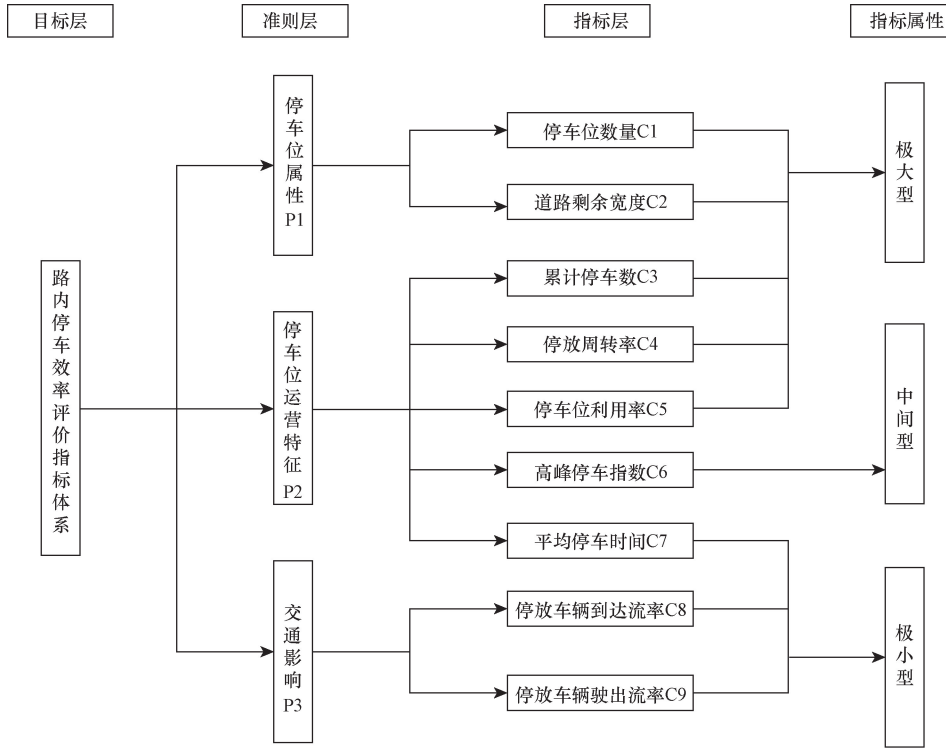 目标层
准则层
指标层
指标属性
路内停车效率评价指标体系
停车位属性P1
停车位运营特征P2
交通影响P3
停车位数量C1
道路剩余宽度C2
累计停车数C3
停放周转率C4
停车位利用率C5
高峰停车指数C6
平均停车时间C7
停放车辆到达流率C8
停放车辆驶出流率C9
极大型
中间型
极小型